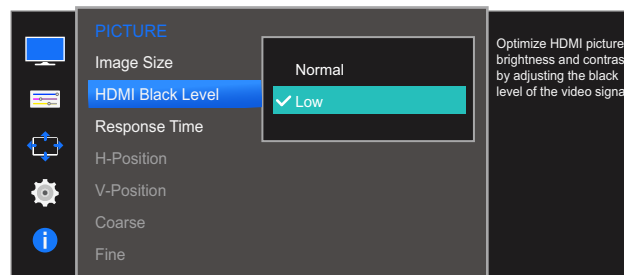 PICTURE
Image Size
HDMI Black Level
Response Time
H-Position
V-Position
Coarse
Fine
Normal
Low
Optimize HDMI picture
brightness and contras
by adjusting the black
level of the video signa